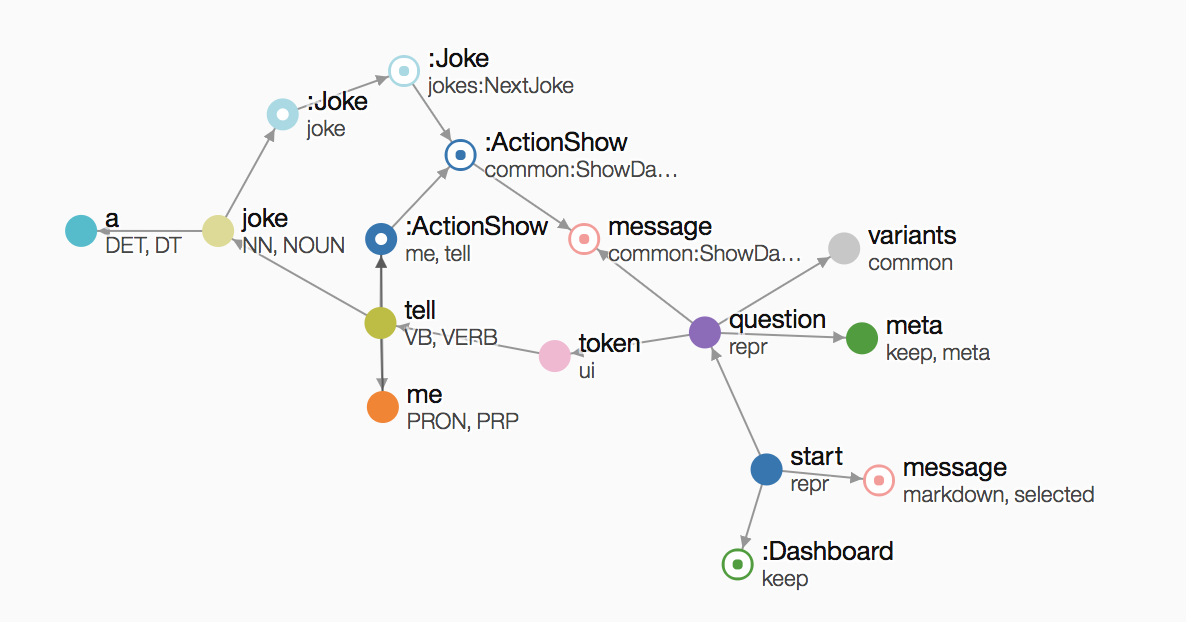 :Joke
jokes:NextJoke
:Joke
joke
:ActionShow
common:ShowDa...
a
DET, DT
joke
NN, NOUN
:ActionShow
me, tell
message
common:ShowDa...
variants
common
tell
VB, VERB
token
ui
question
repr
meta
keep, meta
me
PRON, PRP
start
repr
message
markdown, selected
:Dashboard
keep